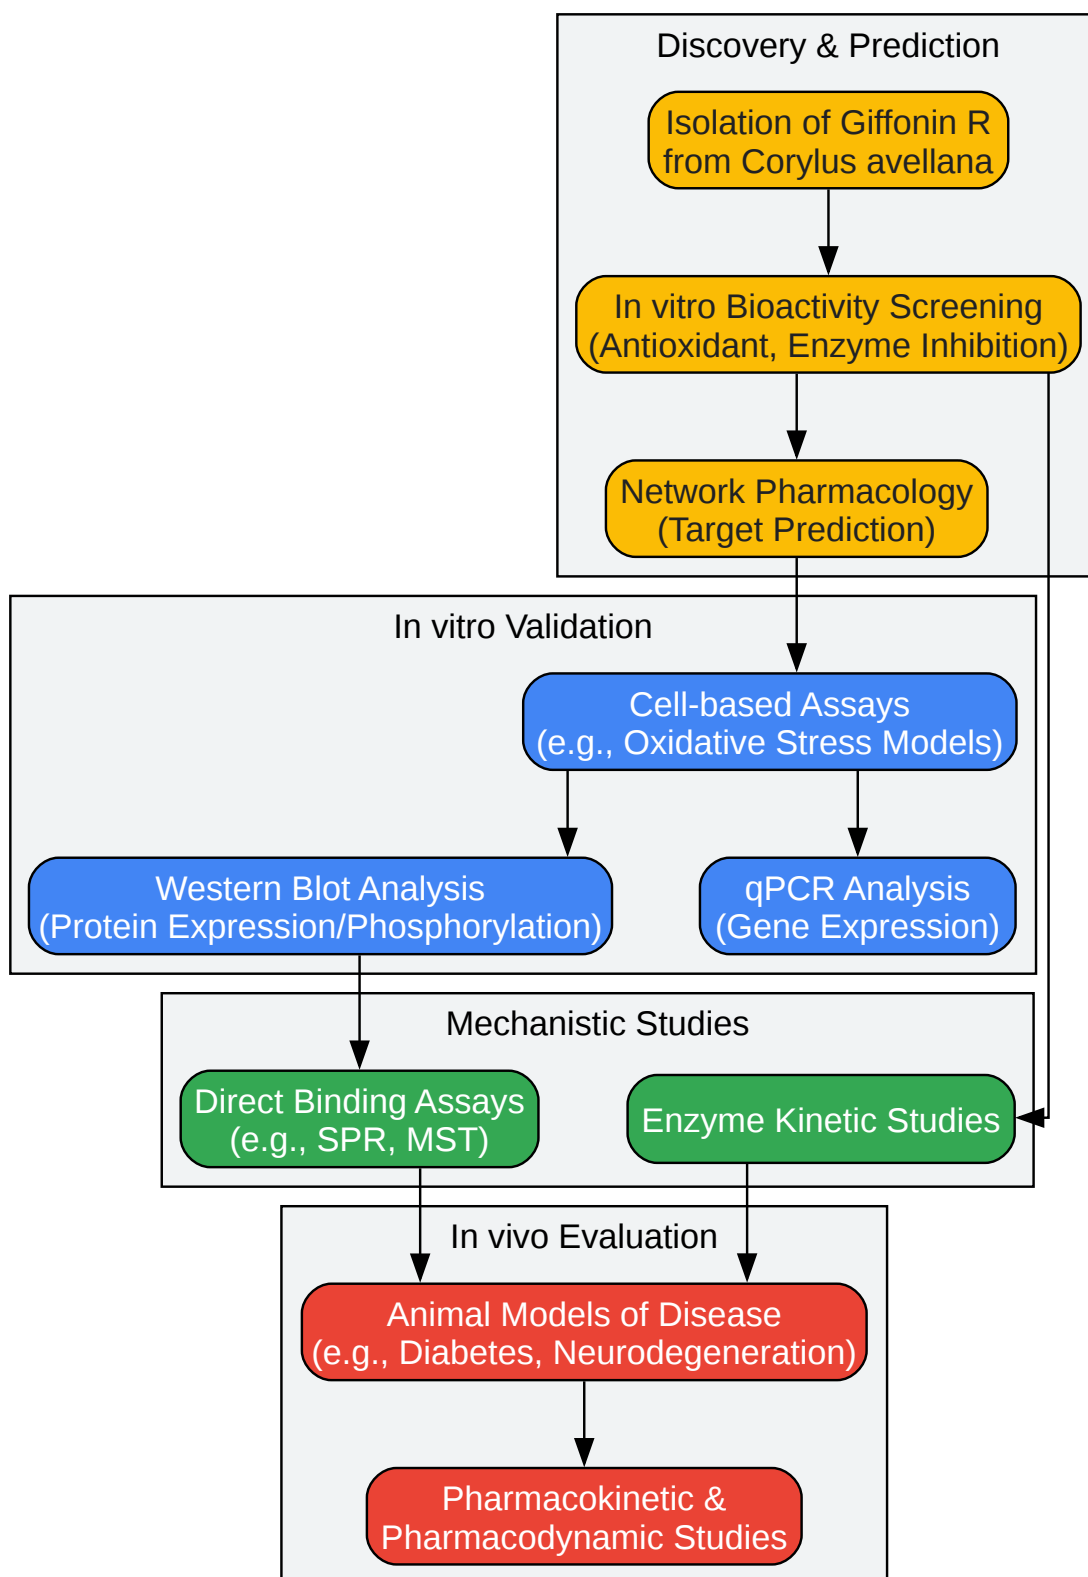 Discovery & Prediction
Isolation of Giffonin R
from Corylus avellana
In vitro Bioactivity Screening
(Antioxidant, Enzyme Inhibition)
Network Pharmacology
(Target Prediction)
In vitro Validation
Cell-based Assays
(e.g., Oxidative Stress Models)
Western Blot Analysis
(Protein Expression/Phosphorylation)
qPCR Analysis
(Gene Expression)
Mechanistic Studies
Direct Binding Assays
(e.g., SPR, MST)
Enzyme Kinetic Studies
In vivo Evaluation
Animal Models of Disease
(e.g., Diabetes, Neurodegeneration)
Pharmacokinetic &
Pharmacodynamic Studies